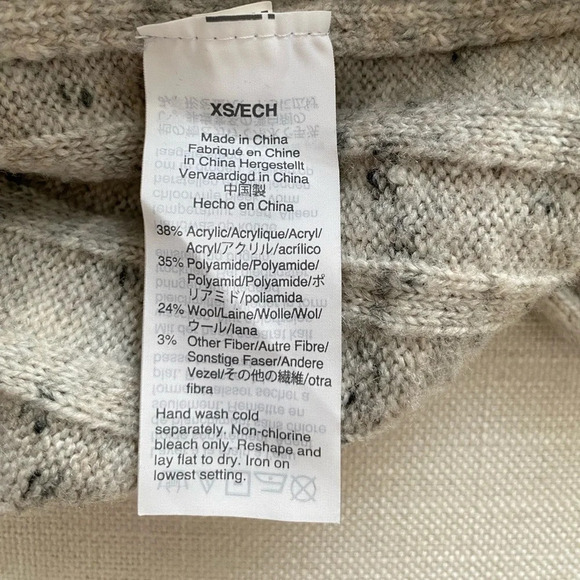 XS/ECH
Made in China
Fabriqué en Chine
in China Hergestellt
Vervaardigd in China
中国製
Hecho en China
38% Acrylic/Acrylique/Acryl/
Acryl/アクリル/acrílico
35% Polyamide/Polyamide/
Polyamid/Polyamide/ポ
リアミド/poliamida
24% Wool/Laine/Wolle/Wol/
ウール/lana
3% Other Fiber/Autre Fibre/
Sonstige Faser/Andere
Vezel/その他の繊維/otra
fibra
Hand wash cold
separately. Non-chlorine
bleach only. Reshape and
lay flat to dry. Iron on
lowest setting.